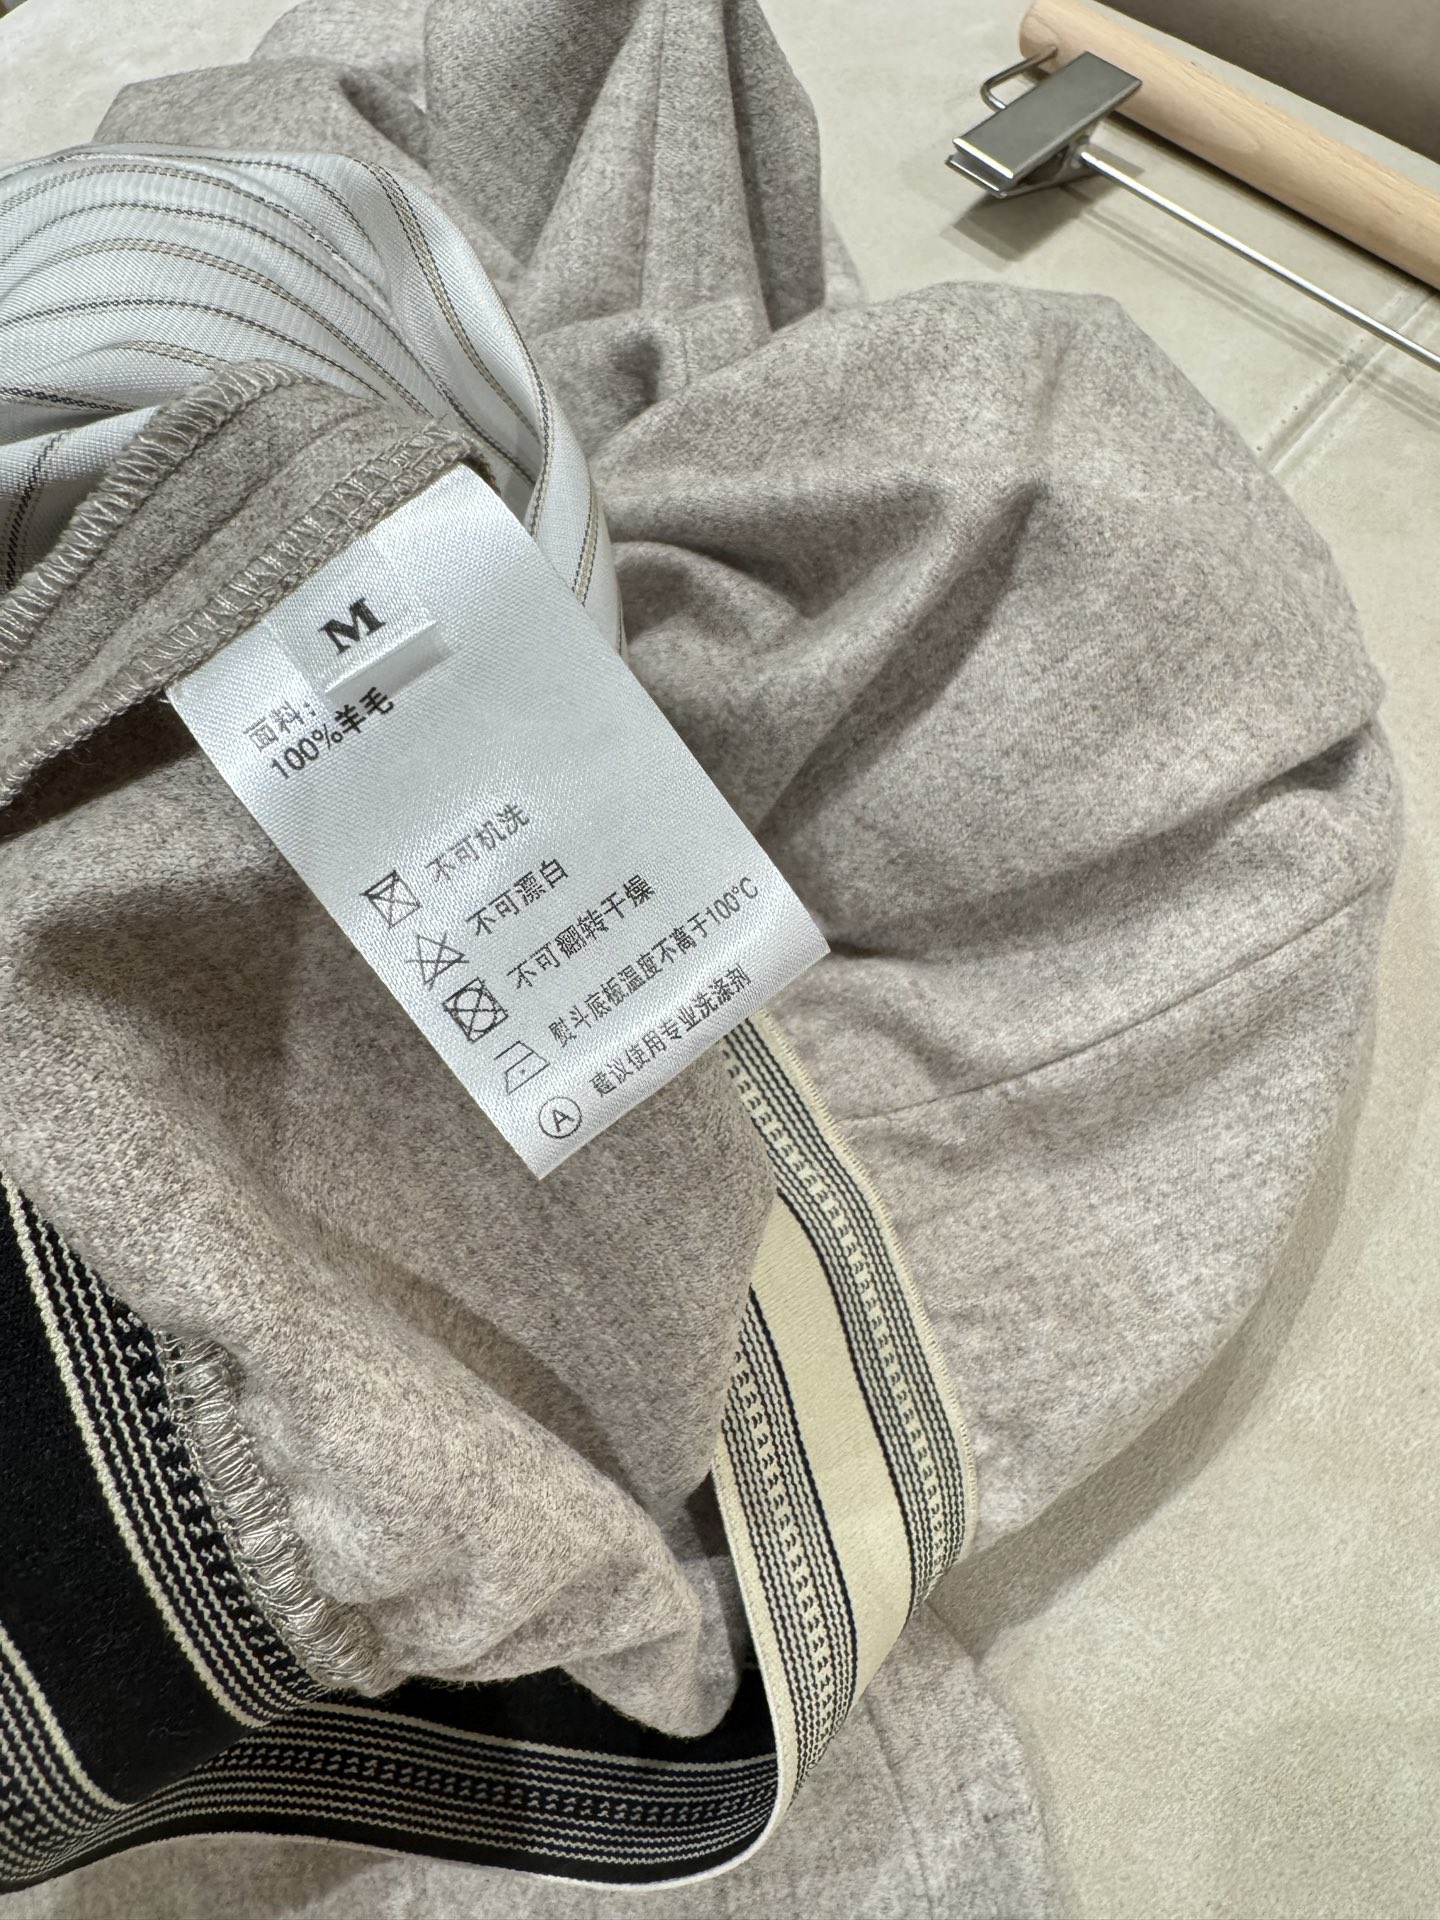 M
面料:
100%羊毛
不可机洗
不可漂白
不可翻转干燥
熨斗底板温度不离于100°C
A 建议使用专业洗涤剂